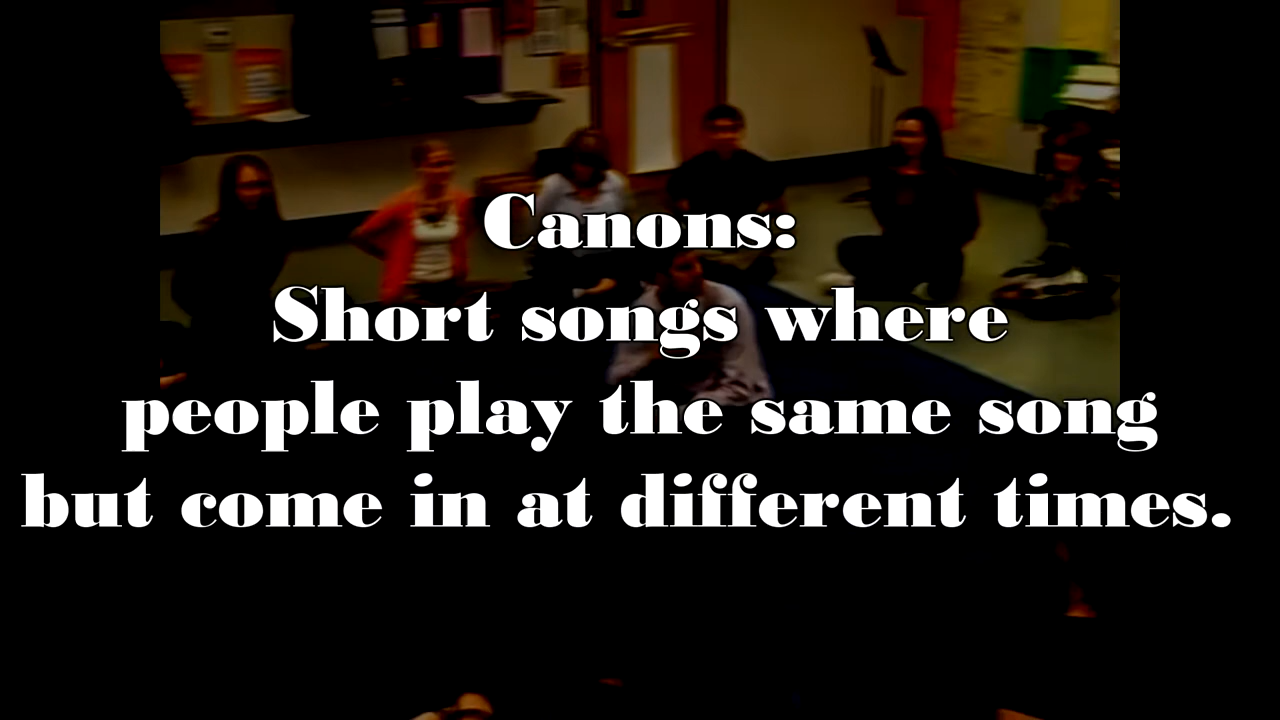 Canons:
Short songs where
people play the same song
but come in at different times.